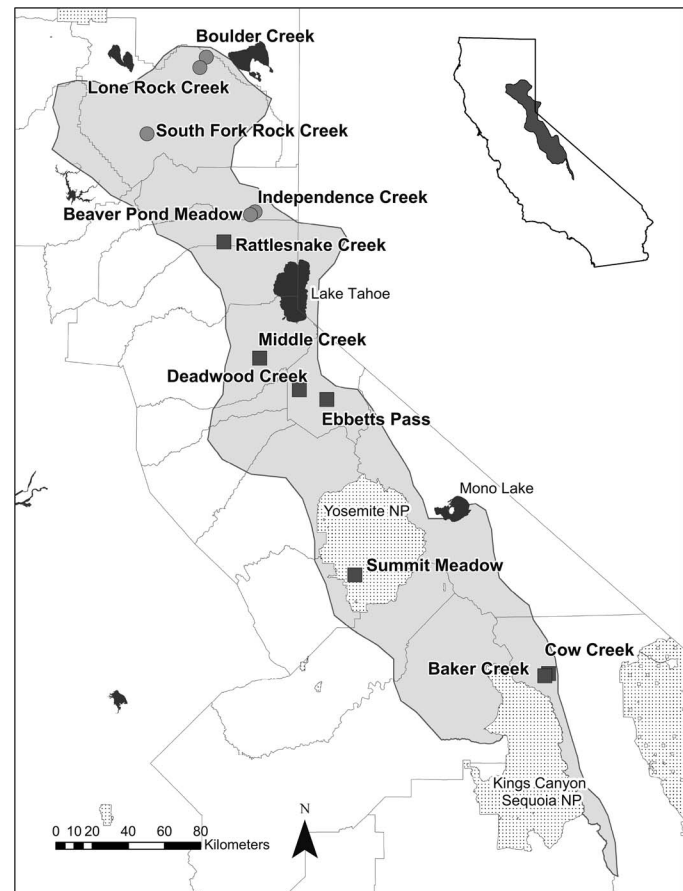 Boulder Creek
Lone Rock Creek
South Fork Rock Creek
Independence Creek
Beaver Pond Meadow
Rattlesnake Creek
Lake Tahoe
Middle Creek
Deadwood Creek
Ebbetts Pass
Mono Lake
Yosemite NP
Summit Meadow
Cow Creek
Baker Creek
Kings Canyon
Sequoia NP
N
0 10 20 40 60 80
Kilometers